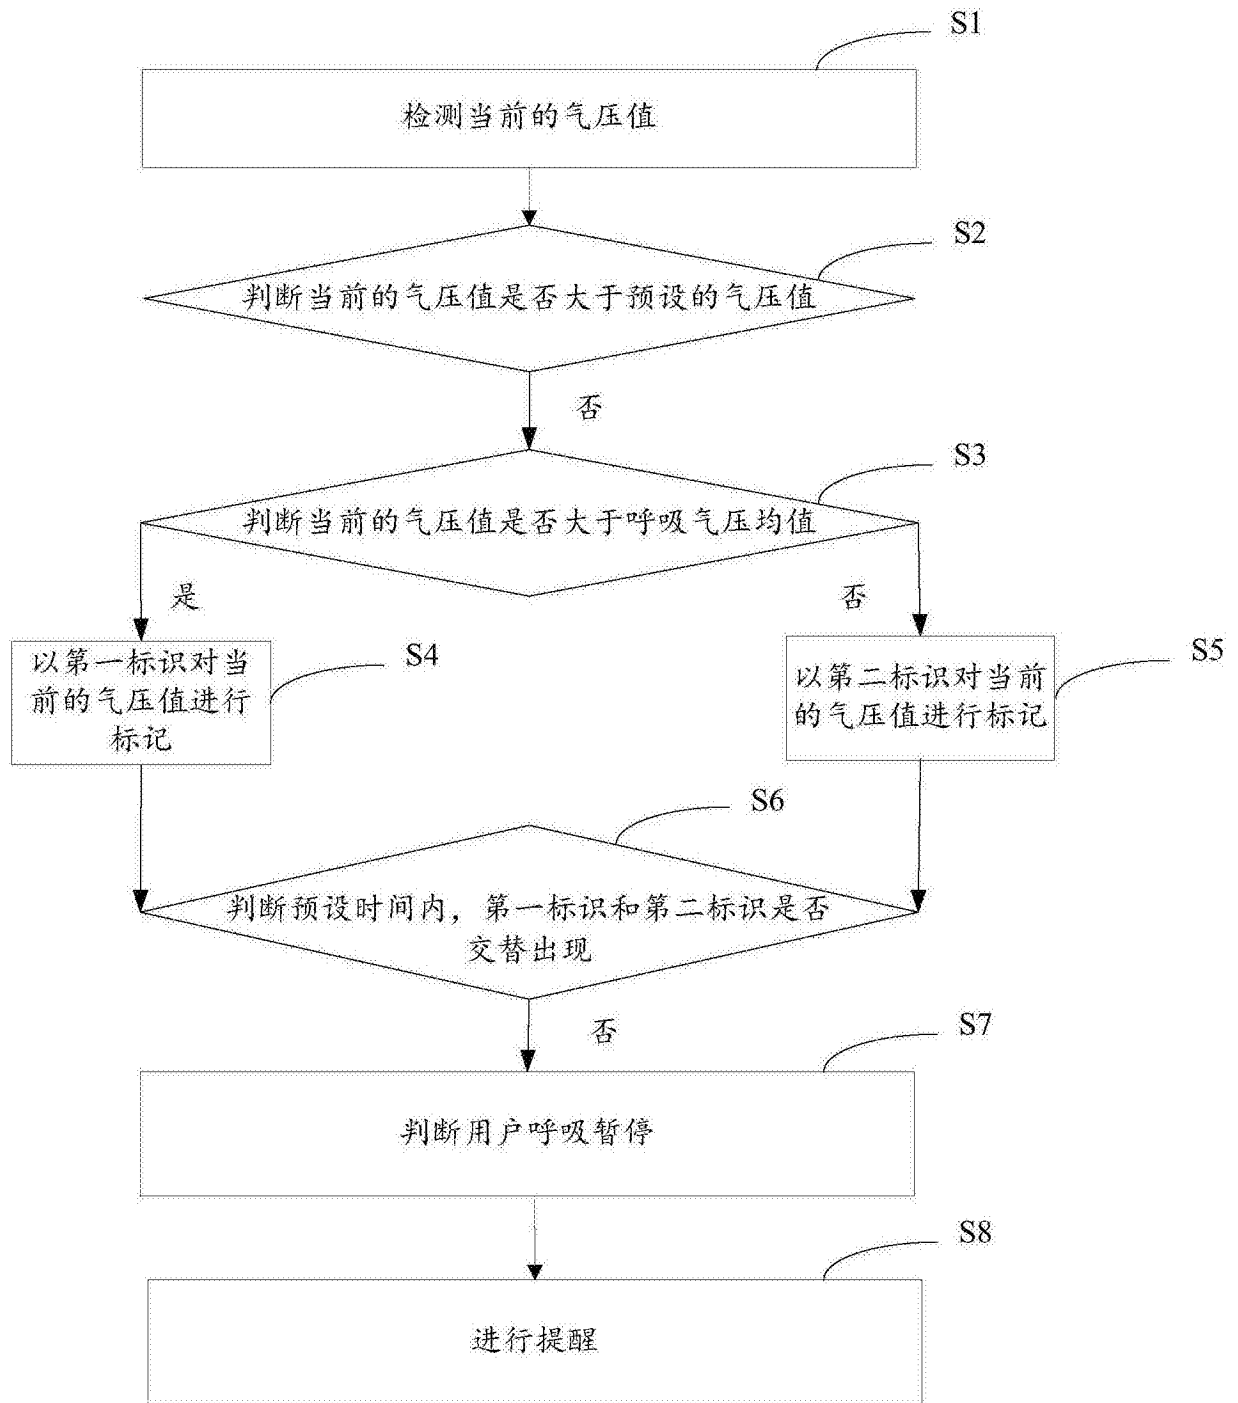 S1
检测当前的气压值
S2
判断当前的气压值是否大于预设的气压值
否
S3
判断当前的气压值是否大于呼吸气压均值
是
否
S4
以第一标识对当
前的气压值进行
标记
S5
以第二标识对当前
的气压值进行标记
S6
判断预设时间内，第一标识和第二标识是否
交替出现
否
S7
判断用户呼吸暂停
S8
进行提醒